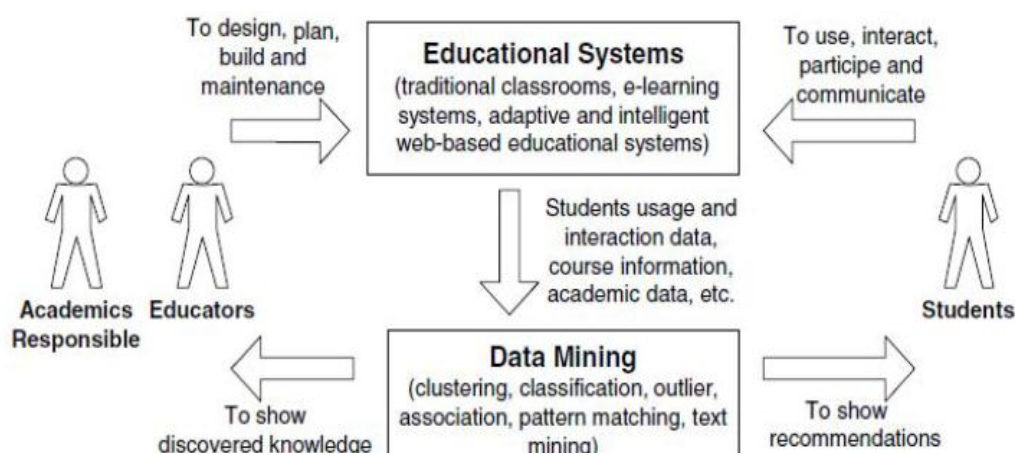 To design, plan,
build and
maintenance
Educational Systems
(traditional classrooms, e-learning
systems, adaptive and intelligent
web-based educational systems)
To use, interact,
participe and
communicate
Students usage and
interaction data,
course information,
academic data, etc.
Academics
Responsible
Educators
Students
Data Mining
(clustering, classification, outlier,
association, pattern matching, text
mining)
To show
discovered knowledge
To show
recommendations